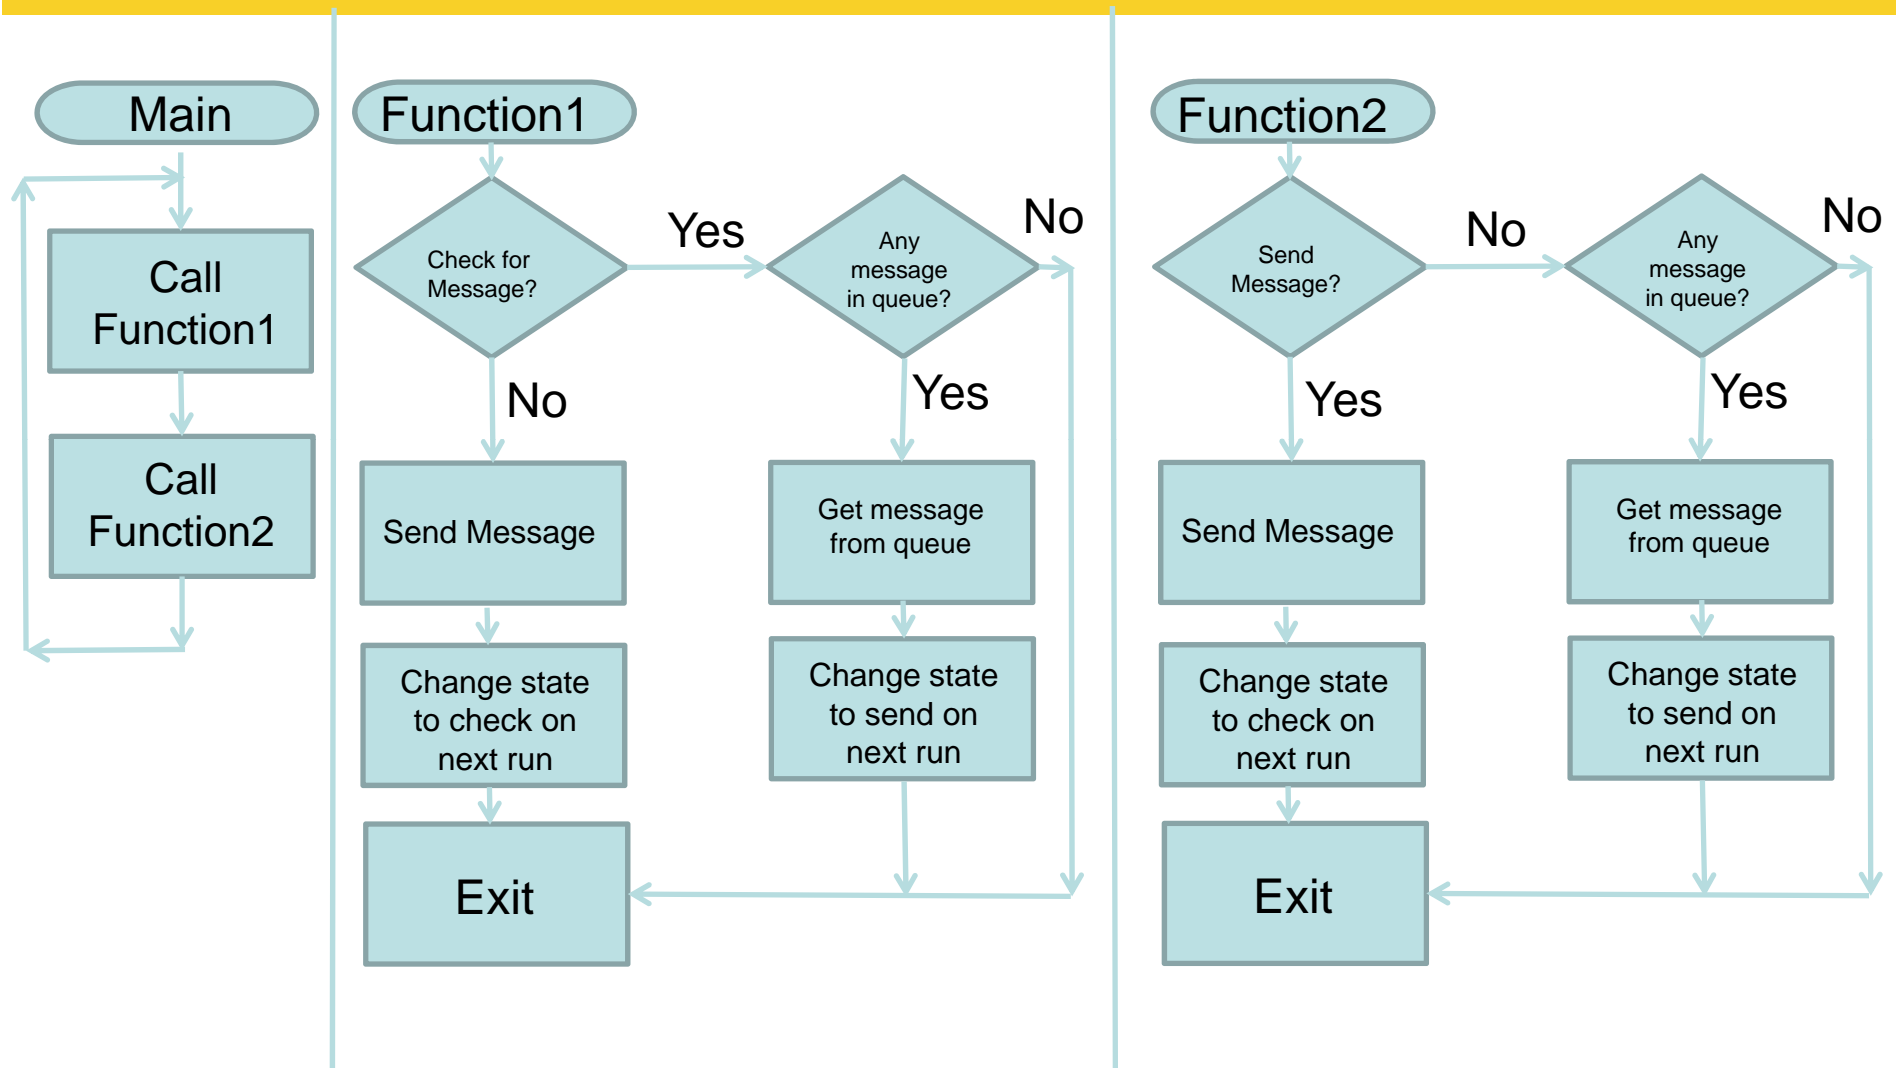 Main
Call
Function1
Call
Function2
Function1
Check for
Message?
Yes
Any
message
in queue?
No
No
Yes
Send Message
Get message
from queue
Change state
to check on
next run
Change state
to send on
next run
Exit
Function2
Send
Message?
No
Any
message
in queue?
No
Yes
Yes
Send Message
Get message
from queue
Change state
to check on
next run
Change state
to send on
next run
Exit